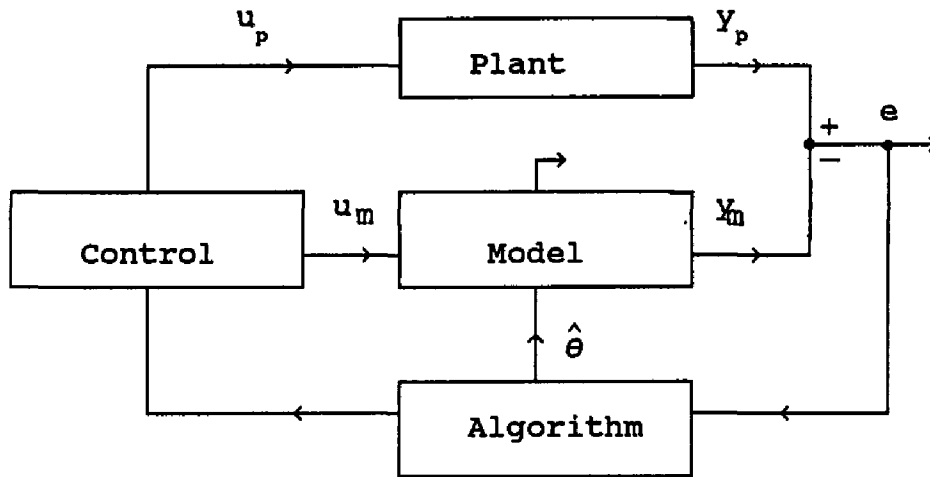 u_p
Plant
y_p
e
+
−
Control
u_m
Model
y_m
θ̂
Algorithm